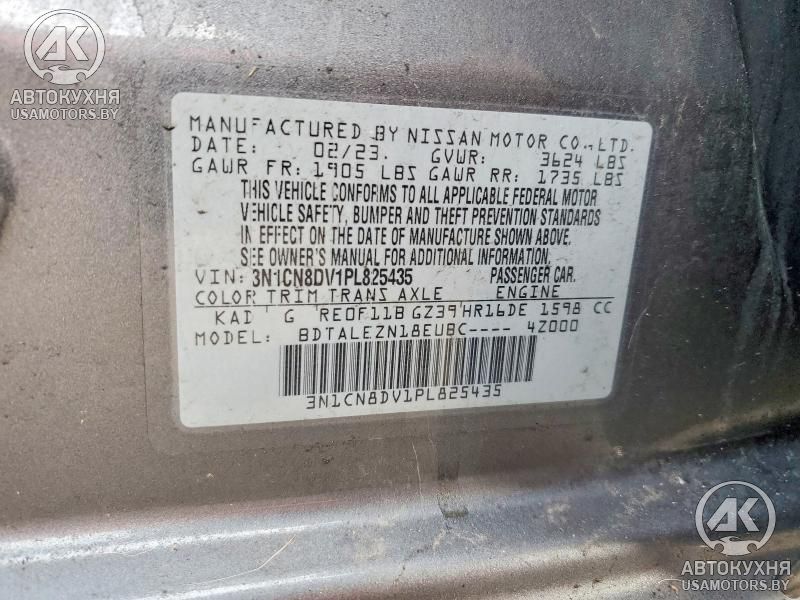 AK
АВТОКУХНЯ
USAMOTORS.BY
MANUFACTURED BY NISSAN MOTOR CO.,LTD.
DATE: 02/23. GVWR: 3624 LBS
GAWR FR: 1905 LBS GAWR RR: 1735 LBS
THIS VEHICLE CONFORMS TO ALL APPLICABLE FEDERAL MOTOR
VEHICLE SAFETY, BUMPER AND THEFT PREVENTION STANDARDS
IN EFFECT ON THE DATE OF MANUFACTURE SHOWN ABOVE.
SEE OWNER'S MANUAL FOR ADDITIONAL INFORMATION.
VIN: 3N1CN8DV1PL825435 PASSENGER CAR.
COLOR TRIM TRANS AXLE ENGINE
KAD G RE0F11B GZ39 HR16DE 1598 CC
MODEL: BDTALEZN18EUBC---- 4Z000
3N1CN8DV1PL825435
AK
АВТОКУХНЯ
USAMOTORS.BY